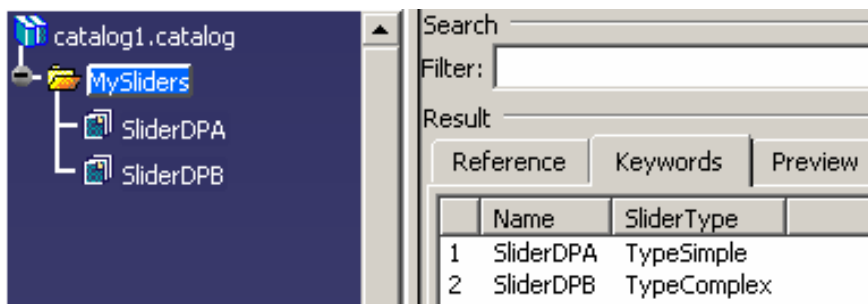 catalog1.catalog
MySliders
SliderDPA
SliderDPB
Search
Filter:
Result
Reference Keywords Preview
Name SliderType
1 SliderDPA TypeSimple
2 SliderDPB TypeComplex